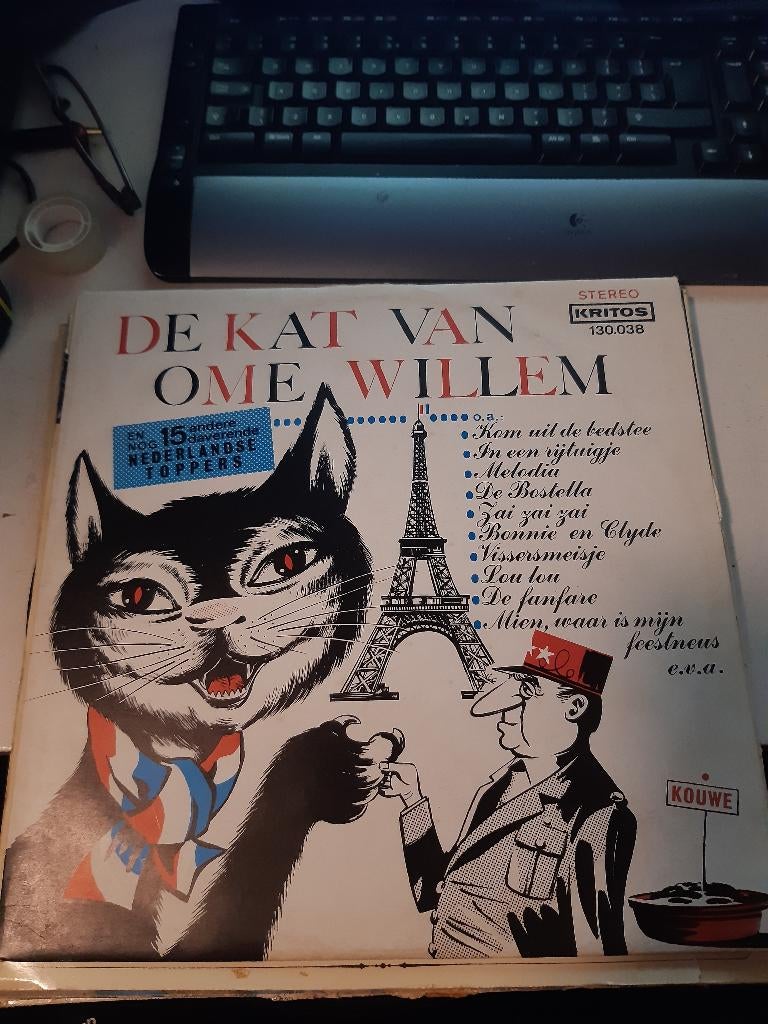 STEREO
KRITOS
130.038
DE KAT VAN
OME WILLEM
EN NOG 15 andere daverende
NEDERLANDSE
TOPPERS
o.a.:
Kom uil de bedstee
In een rijtuigje
Melodia
De Bostella
Zai zai zai
Bonnie en Clyde
Vissersmeisje
Lou lou
De fanfare
Mien, waar is mijn
feestneus
e.v.a.
KOUWE